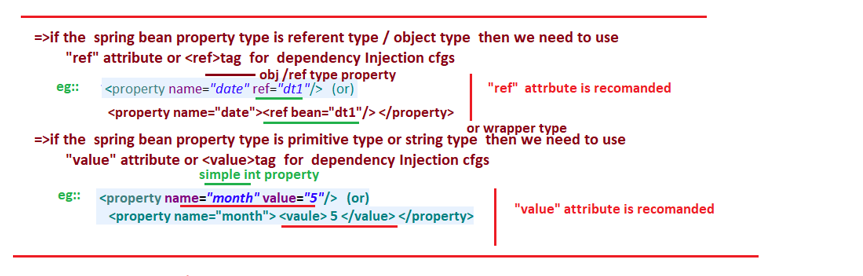 =>if the spring bean property type is referent type / object type then we need to use
"ref" attribute or <ref>tag for dependency Injection cfgs
obj /ref type property
eg:: <property name="date" ref="dt1"/> (or) "ref" attrbute is recomanded
<property name="date"><ref bean="dt1"/> </property>
or wrapper type
=>if the spring bean property type is primitive type or string type then we need to use
"value" attribute or <value>tag for dependency Injection cfgs
simple int property
eg:: <property name="month" value="5"/> (or)
<property name="month"> <vaule> 5 </value> </property> "value" attribute is recomanded